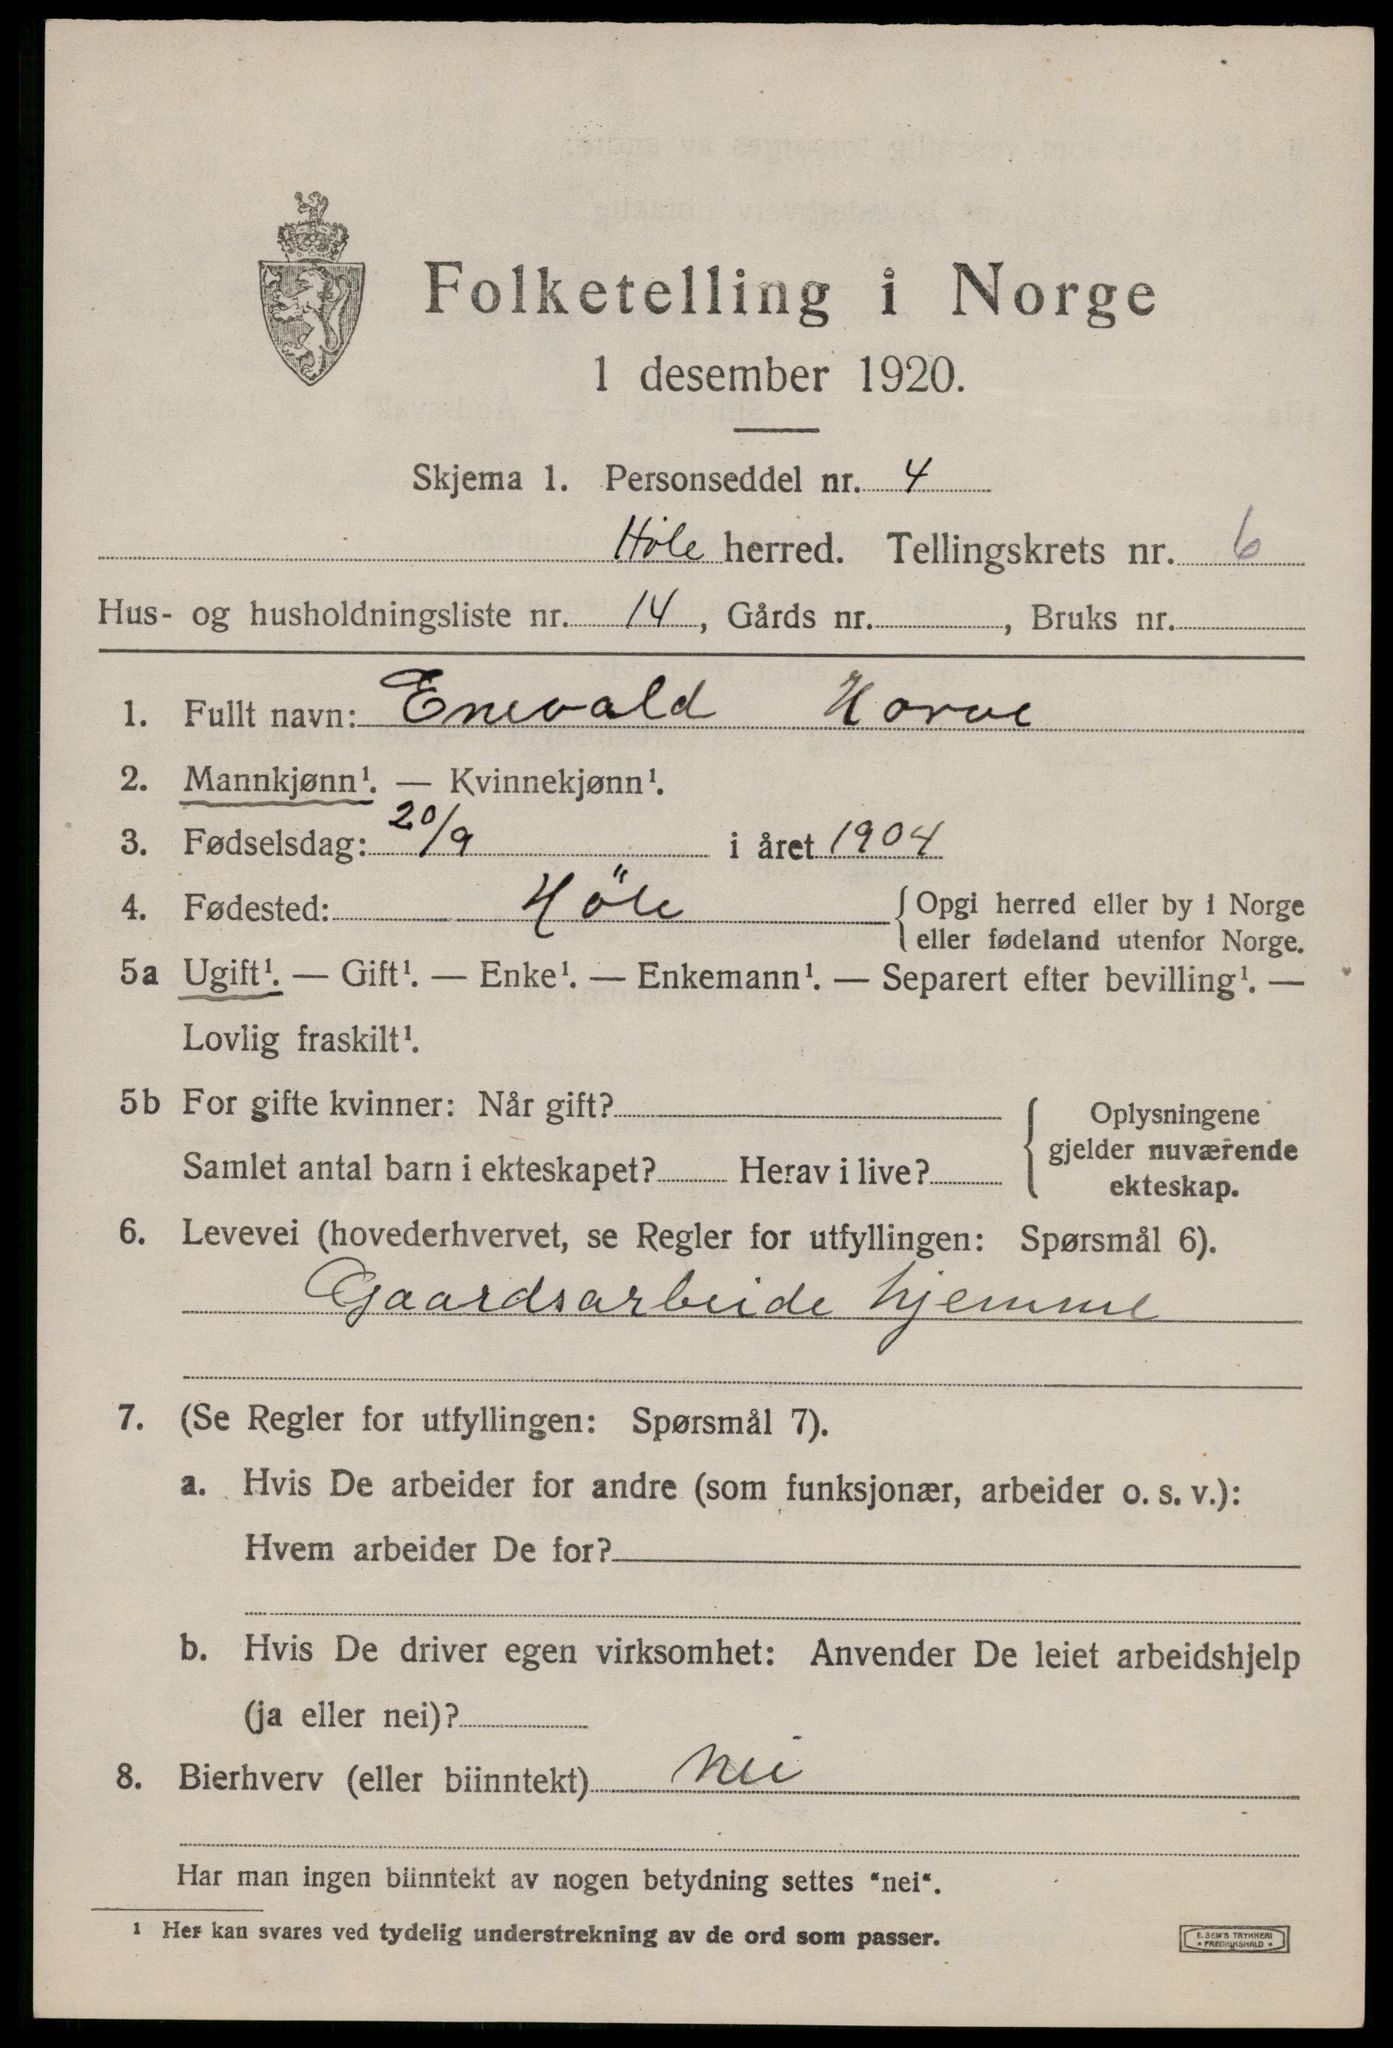 Folketelling i Norge
1 desember 1920.
Skjema 1. Personseddel nr. 4
Høle herred. Tellingskrets nr. 6
Hus- og husholdningsliste nr. 14, Gårds nr. , Bruks nr.
1. Fullt navn: Enevald Horve
2. Mannkjønn¹. — Kvinnekjønn¹.
3. Fødselsdag: 20/9 i året 1904
4. Fødested: Höle { Opgi herred eller by i Norge
eller fødeland utenfor Norge.
5a Ugift¹. — Gift¹. — Enke¹. — Enkemann¹. — Separert efter bevilling¹. —
Lovlig fraskilt¹.
5b For gifte kvinner: Når gift?
Samlet antal barn i ekteskapet? Herav i live?
Oplysningene
gjelder nuværende
ekteskap.
6. Levevei (hovederhvervet, se Regler for utfyllingen: Spørsmål 6).
Gaardsarbeide hjemme
7. (Se Regler for utfyllingen: Spørsmål 7).
a. Hvis De arbeider for andre (som funksjonær, arbeider o. s. v.):
Hvem arbeider De for?
b. Hvis De driver egen virksomhet: Anvender De leiet arbeidshjelp
(ja eller nei)?
8. Bierhverv (eller biinntekt) Nei
Har man ingen biinntekt av nogen betydning settes "nei".
¹ Her kan svares ved tydelig understrekning av de ord som passer.
E. SEM'S TRYKKERI
• FREDRIKSHALD •